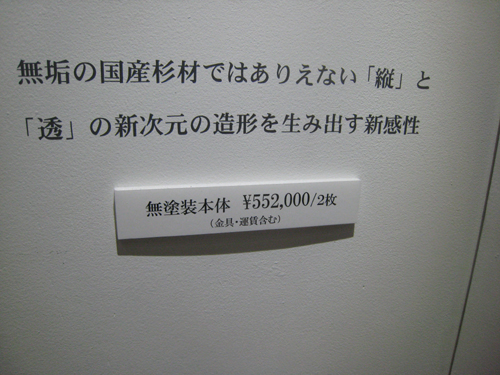 無垢の国産杉材ではありえない「縦」と
「透」の新次元の造形を生み出す新感性
無塗装本体 ¥552,000/2枚
(金具・運賃含む)